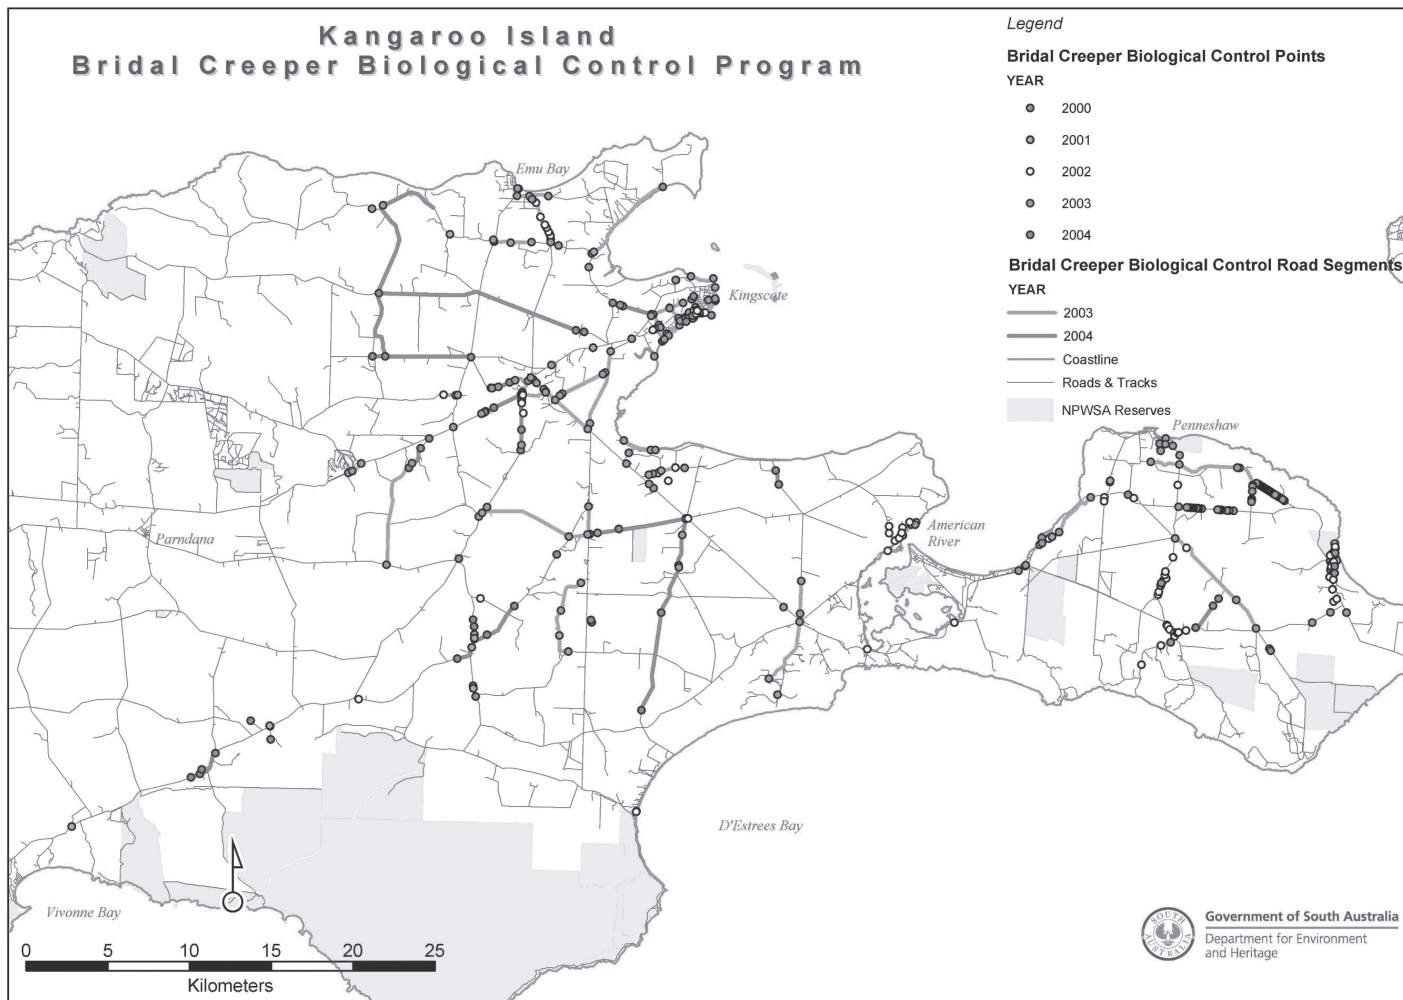 Kangaroo Island
Bridal Creeper Biological Control Program
Legend
Bridal Creeper Biological Control Points
YEAR
2000
2001
2002
2003
2004
Bridal Creeper Biological Control Road Segments
YEAR
2003
2004
Coastline
Roads & Tracks
NPWSA Reserves
Emu Bay
Kingscote
Penneshaw
American
River
Parndana
D'Estrees Bay
Vivonne Bay
0 5 10 15 20 25
Kilometers
SOUTH
AUSTRALIA
Government of South Australia
Department for Environment
and Heritage